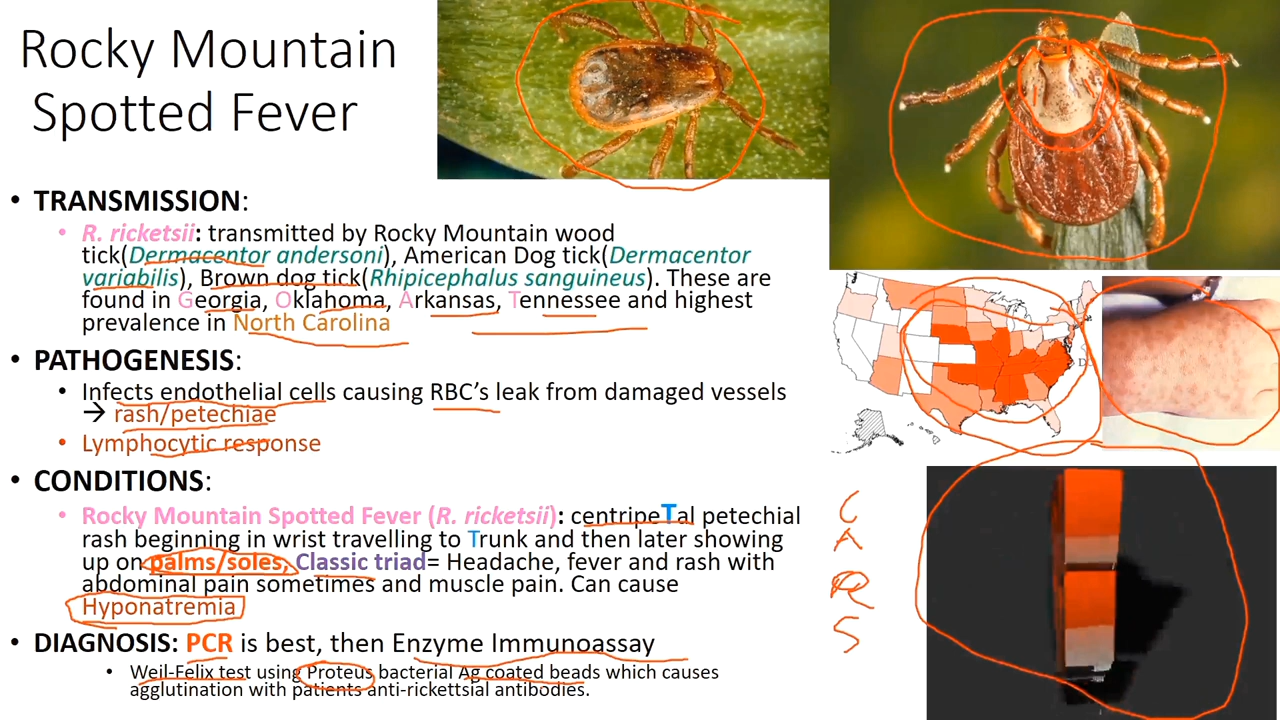 Rocky Mountain
Spotted Fever
• TRANSMISSION:
• R. ricketsii: transmitted by Rocky Mountain wood
tick(Dermacentor andersoni), American Dog tick(Dermacentor
variabilis), Brown dog tick(Rhipicephalus sanguineus). These are
found in Georgia, Oklahoma, Arkansas, Tennessee and highest
prevalence in North Carolina
• PATHOGENESIS:
• Infects endothelial cells causing RBC's leak from damaged vessels
→ rash/petechiae
• Lymphocytic response
• CONDITIONS:
• Rocky Mountain Spotted Fever (R. ricketsii): centripeTal petechial
rash beginning in wrist travelling to Trunk and then later showing
up on palms/soles, Classic triad= Headache, fever and rash with
abdominal pain sometimes and muscle pain. Can cause
Hyponatremia
• DIAGNOSIS: PCR is best, then Enzyme Immunoassay
• Weil-Felix test using Proteus bacterial Ag coated beads which causes
agglutination with patients anti-rickettsial antibodies.
C
A
R
S